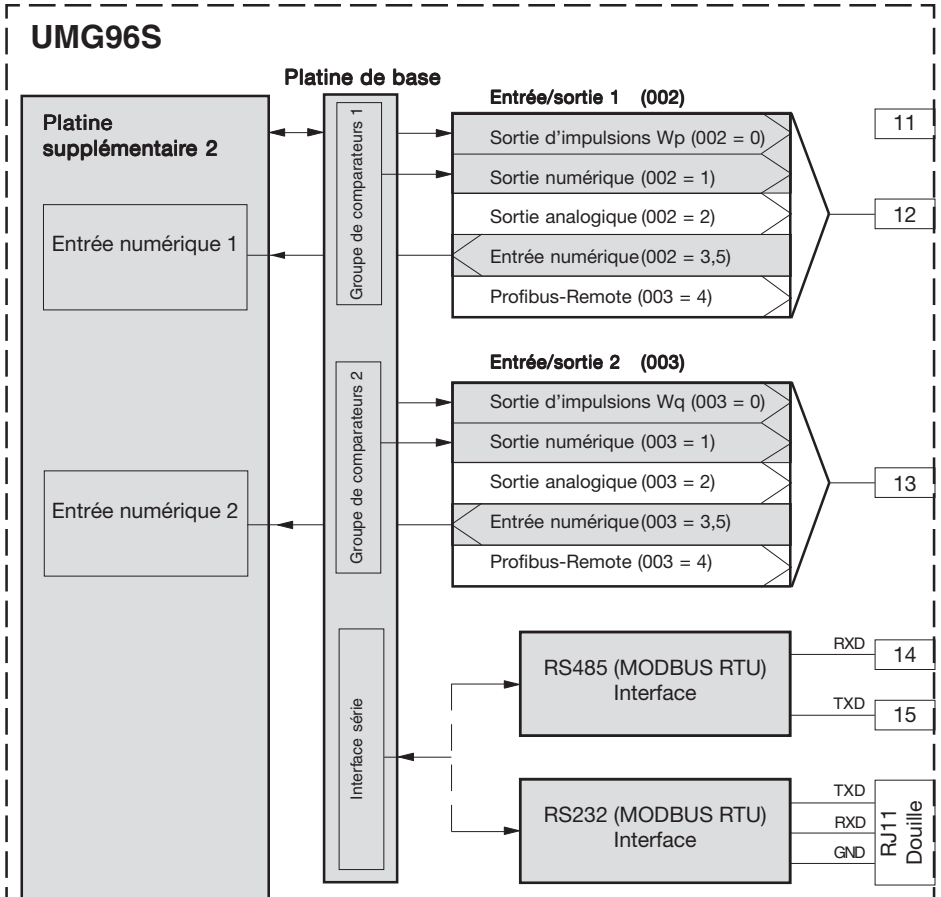 UMG96S
Platine de base
Platine
supplémentaire 2
Entrée numérique 1
Entrée numérique 2
Groupe de comparateurs 1
Groupe de comparateurs 2
Interface série
Entrée/sortie 1 (002)
Sortie d'impulsions Wp (002 = 0)
Sortie numérique (002 = 1)
Sortie analogique (002 = 2)
Entrée numérique (002 = 3,5)
Profibus-Remote (003 = 4)
11
12
Entrée/sortie 2 (003)
Sortie d'impulsions Wq (003 = 0)
Sortie numérique (003 = 1)
Sortie analogique (003 = 2)
Entrée numérique (003 = 3,5)
Profibus-Remote (003 = 4)
13
RS485 (MODBUS RTU)
Interface
RXD
14
TXD
15
RS232 (MODBUS RTU)
Interface
TXD
RXD
GND
RJ11
Douille